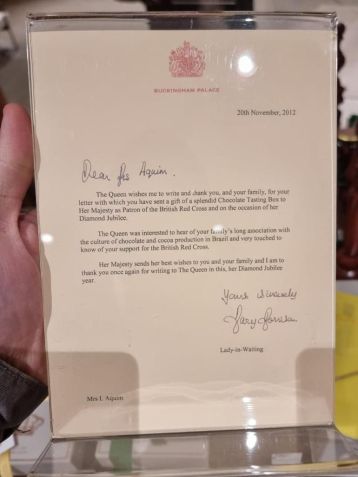 BUCKINGHAM PALACE
20th November, 2012
Dear Mrs Aquim.
The Queen wishes me to write and thank you, and your family, for your
letter with which you have sent a gift of a splendid Chocolate Tasting Box to
Her Majesty as Patron of the British Red Cross and on the occasion of her
Diamond Jubilee.
The Queen was interested to hear of your family's long association with
the culture of chocolate and cocoa production in Brazil and very touched to
know of your support for the British Red Cross.
Her Majesty sends her best wishes to you and your family and I am to
thank you once again for writing to The Queen in this, her Diamond Jubilee
year.
Yours sincerely
Lady-in-Waiting
Mrs I. Aquim